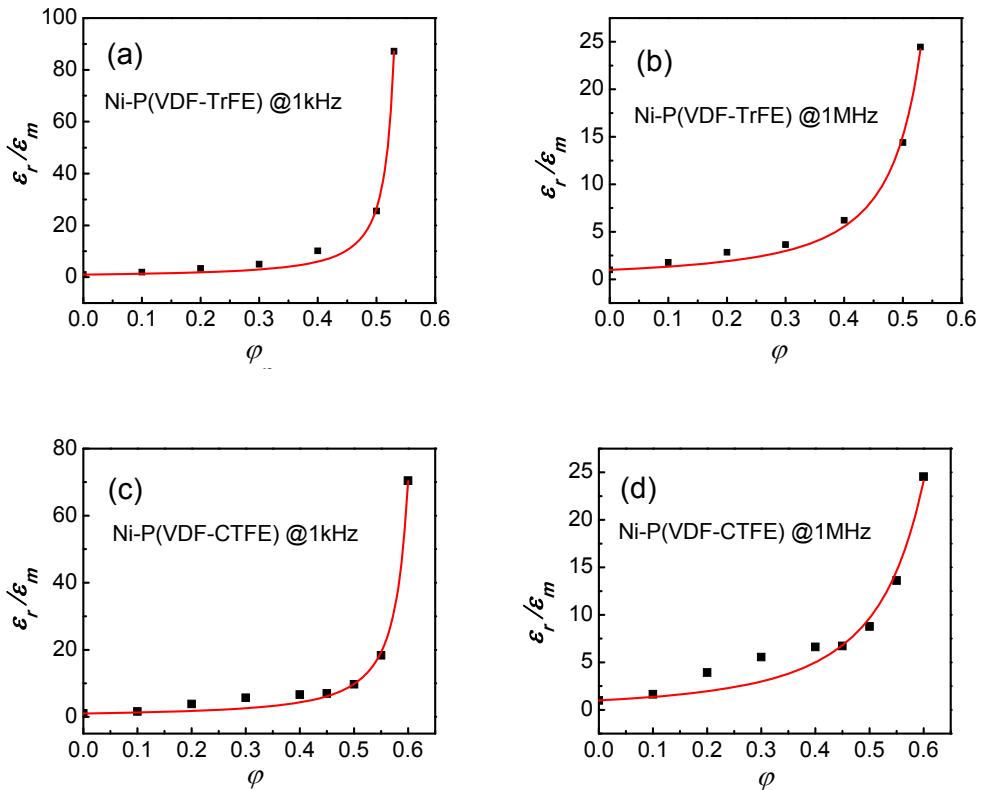 (a)
Ni-P(VDF-TrFE) @1kHz
εr/εm
100
80
60
40
20
0
0.0 0.1 0.2 0.3 0.4 0.5 0.6
φ
(b)
Ni-P(VDF-TrFE) @1MHz
εr/εm
25
20
15
10
5
0
0.0 0.1 0.2 0.3 0.4 0.5 0.6
φ
(c)
Ni-P(VDF-CTFE) @1kHz
εr/εm
80
60
40
20
0
0.0 0.1 0.2 0.3 0.4 0.5 0.6
φ
(d)
Ni-P(VDF-CTFE) @1MHz
εr/εm
25
20
15
10
5
0
0.0 0.1 0.2 0.3 0.4 0.5 0.6
φ